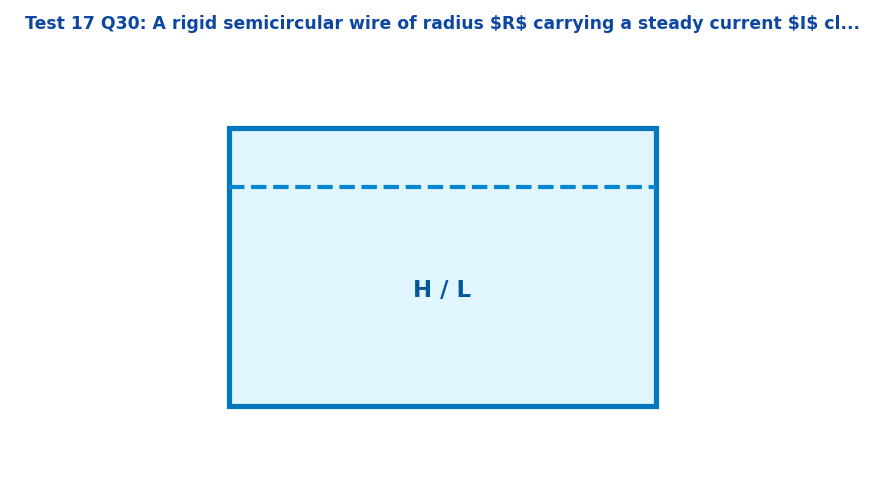 Test 17 Q30: A rigid semicircular wire of radius $R$ carrying a steady current $I$ cl...
H / L